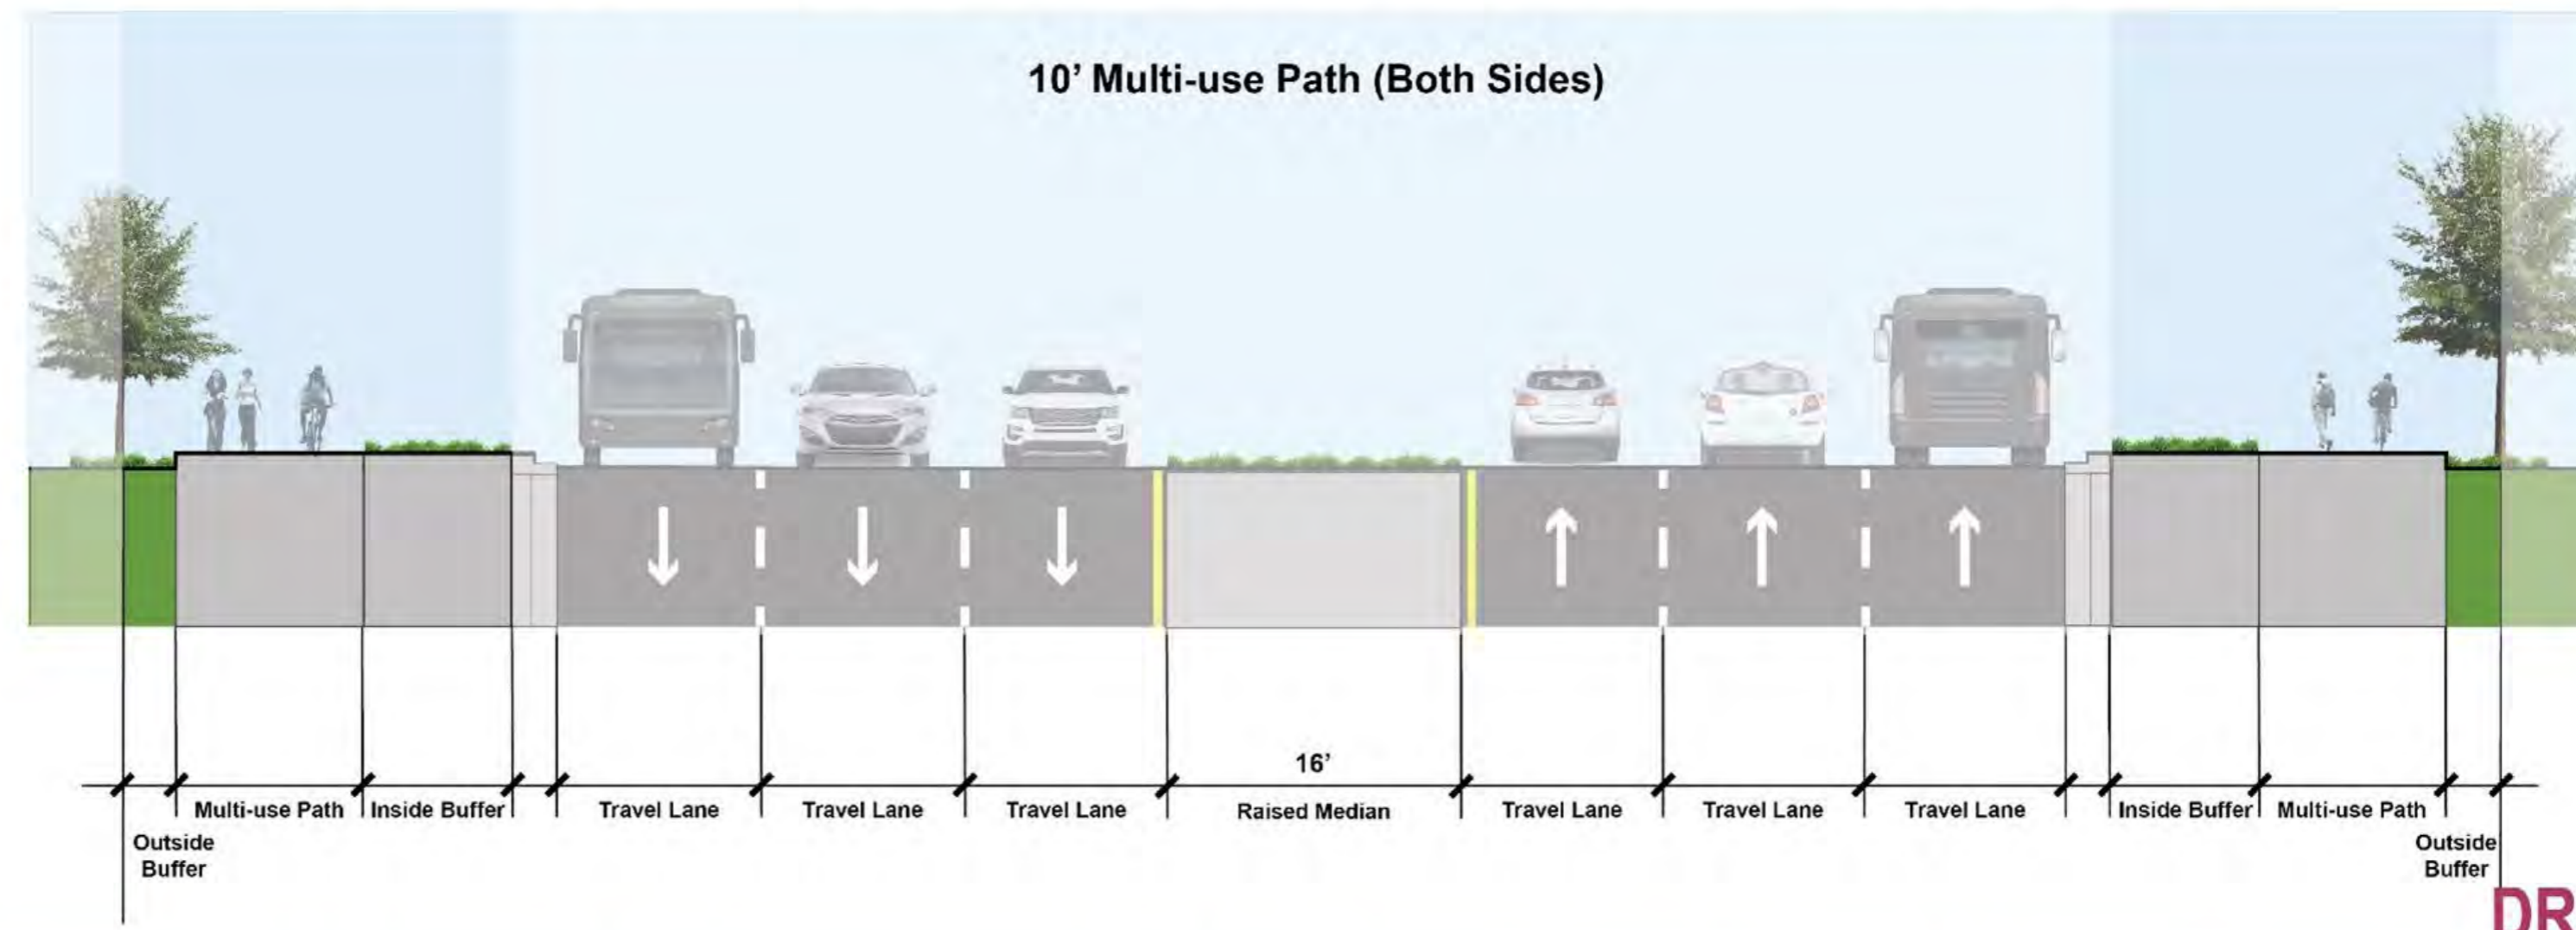 10’ Multi-use Path (Both Sides)
16’
Multi-use Path Inside Buffer Travel Lane Travel Lane Travel Lane Raised Median Travel Lane Travel Lane Travel Lane Inside Buffer Multi-use Path
Outside
Buffer
Outside
Buffer
DR